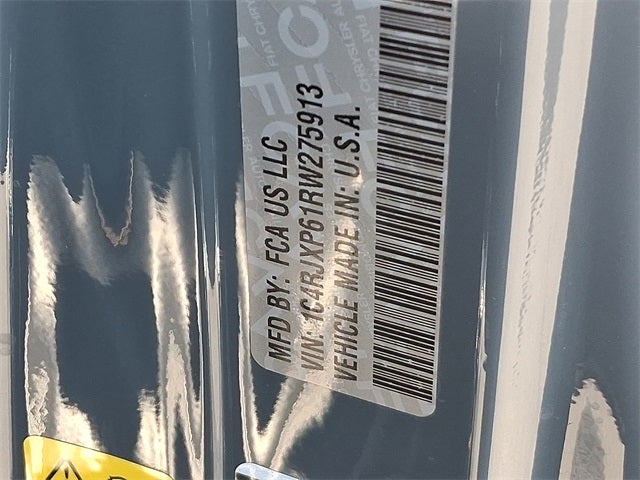 MFD BY: FCA US LLC
VIN: 1C4RJXP61RW275913
VEHICLE MADE IN: U.S.A.